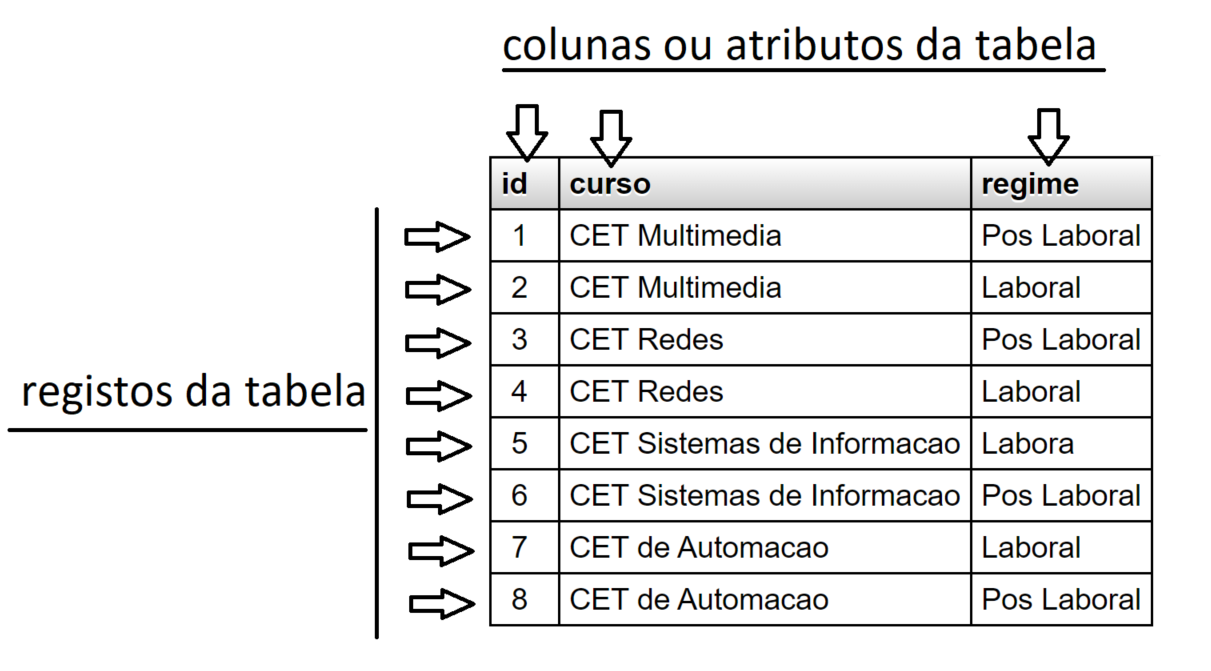 colunas ou atributos da tabela
id curso regime
1 CET Multimedia Pos Laboral
2 CET Multimedia Laboral
3 CET Redes Pos Laboral
registos da tabela
4 CET Redes Laboral
5 CET Sistemas de Informacao Labora
6 CET Sistemas de Informacao Pos Laboral
7 CET de Automacao Laboral
8 CET de Automacao Pos Laboral